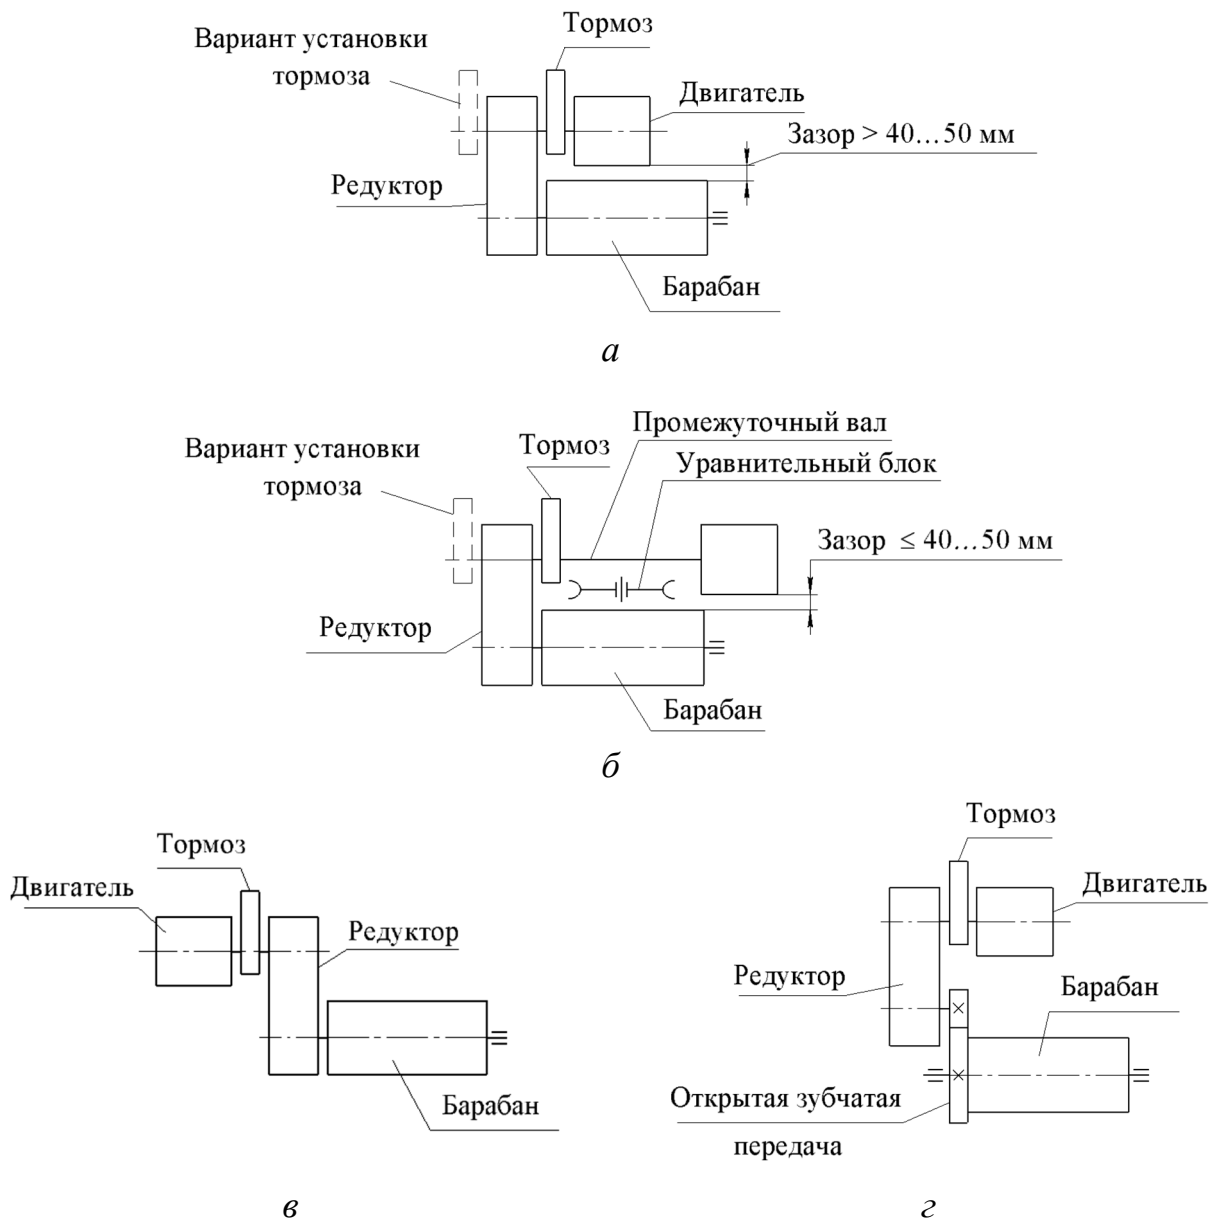 Тормоз
Вариант установки
тормоза
Двигатель
Зазор > 40…50 мм
Редуктор
Барабан
а
Промежуточный вал
Тормоз
Вариант установки
тормоза
Уравнительный блок
Зазор ≤ 40…50 мм
Редуктор
Барабан
б
Тормоз
Двигатель
Редуктор
Барабан
в
Тормоз
Двигатель
Редуктор
Барабан
Открытая зубчатая
передача
г